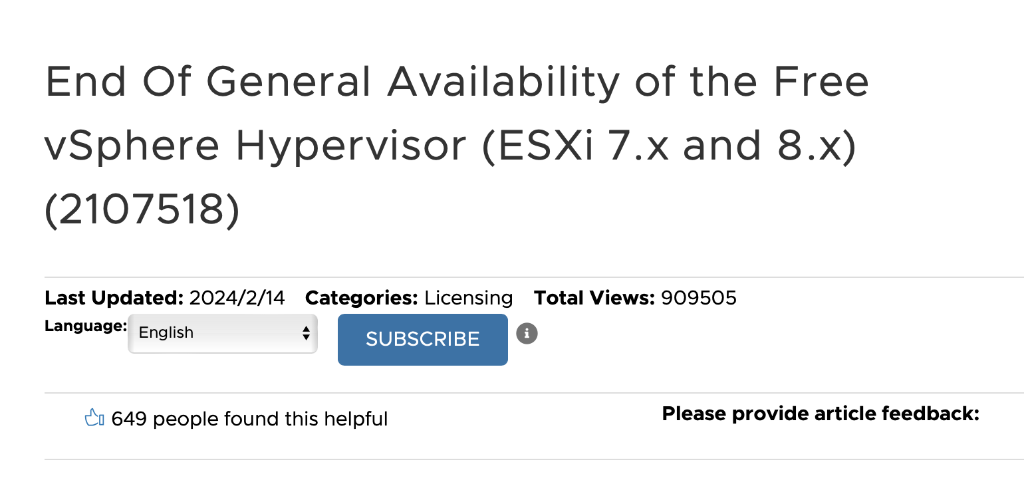 End Of General Availability of the Free
vSphere Hypervisor (ESXi 7.x and 8.x)
(2107518)
Last Updated: 2024/2/14 Categories: Licensing Total Views: 909505
Language: English SUBSCRIBE i
649 people found this helpful
Please provide article feedback: